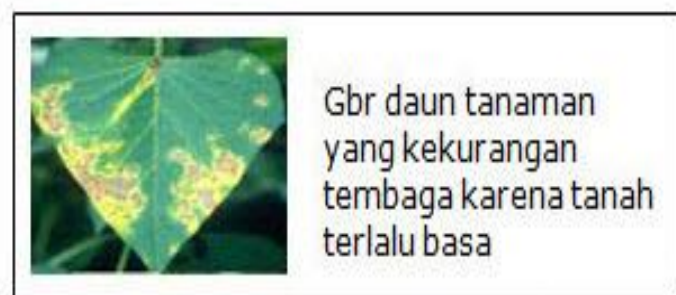 Gbr daun tanaman
yang kekurangan
tembaga karena tanah
terlalu basa